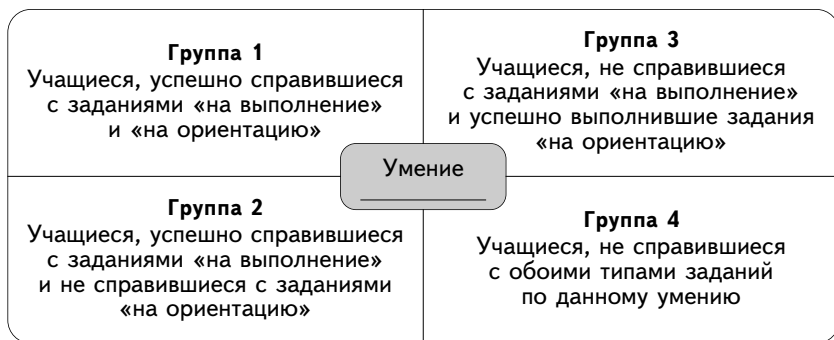 Группа 1
Учащиеся, успешно справившиеся
с заданиями «на выполнение»
и «на ориентацию»
Группа 3
Учащиеся, не справившиеся
с заданиями «на выполнение»
и успешно выполнившие задания
«на ориентацию»
Умение
Группа 2
Учащиеся, успешно справившиеся
с заданиями «на выполнение»
и не справившиеся с заданиями
«на ориентацию»
Группа 4
Учащиеся, не справившиеся
с обоими типами заданий
по данному умению